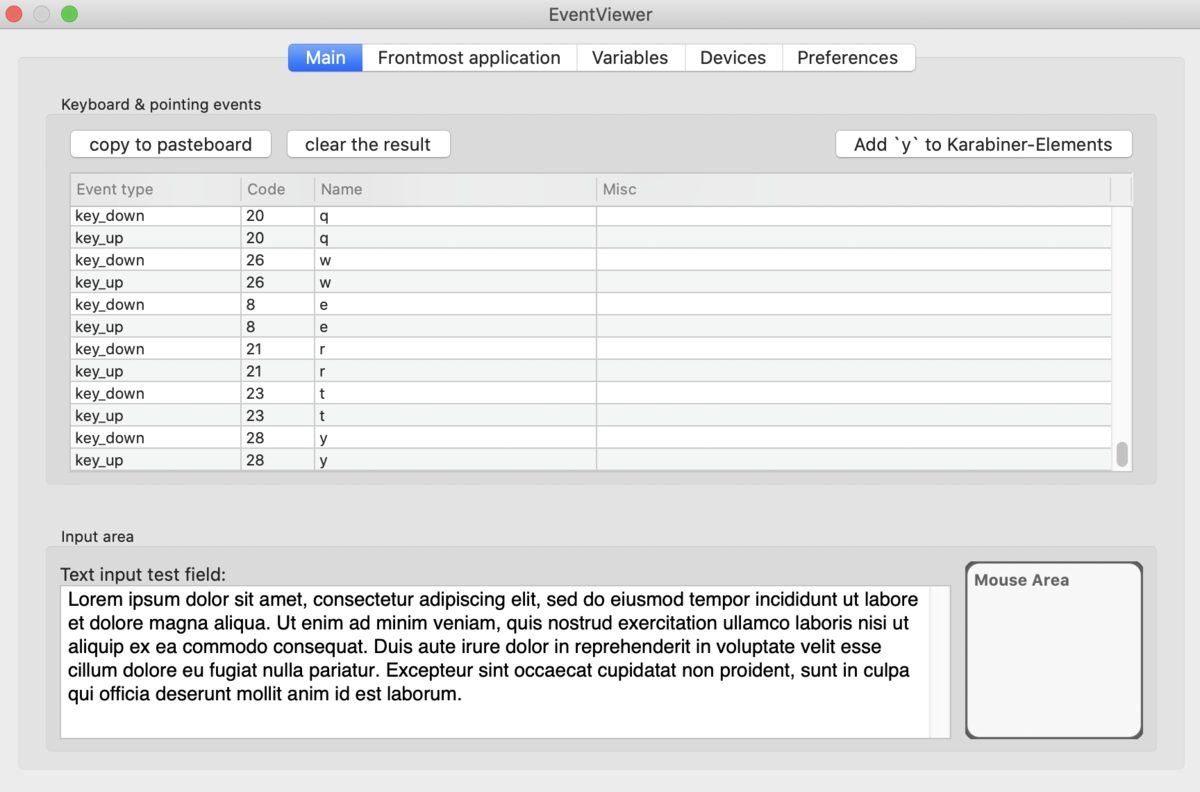 EventViewer
Main Frontmost application Variables Devices Preferences
Keyboard & pointing events
copy to pasteboard clear the result Add `y` to Karabiner-Elements
Event type Code Name Misc
key_down 20 q
key_up 20 q
key_down 26 w
key_up 26 w
key_down 8 e
key_up 8 e
key_down 21 r
key_up 21 r
key_down 23 t
key_up 23 t
key_down 28 y
key_up 28 y
Input area
Text input test field:
Mouse Area
Lorem ipsum dolor sit amet, consectetur adipiscing elit, sed do eiusmod tempor incididunt ut labore
et dolore magna aliqua. Ut enim ad minim veniam, quis nostrud exercitation ullamco laboris nisi ut
aliquip ex ea commodo consequat. Duis aute irure dolor in reprehenderit in voluptate velit esse
cillum dolore eu fugiat nulla pariatur. Excepteur sint occaecat cupidatat non proident, sunt in culpa
qui officia deserunt mollit anim id est laborum.